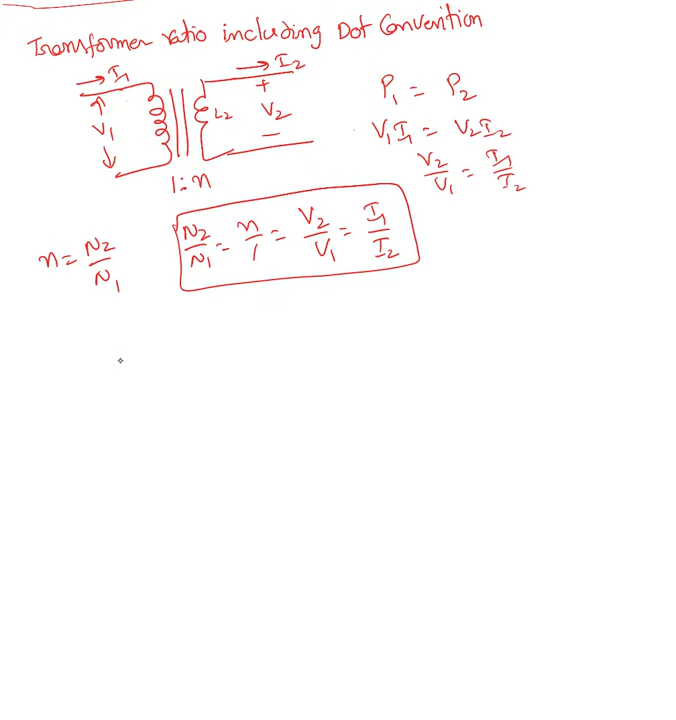 Transformer ratio including Dot Convention
→ I1
→ I2
V1
L2
+
V2
−
1:n
P1 = P2
V1I1 = V2I2
V2/V1 = I1/I2
n = N2/N1
N2/N1 = n/1 = V2/V1 = I1/I2